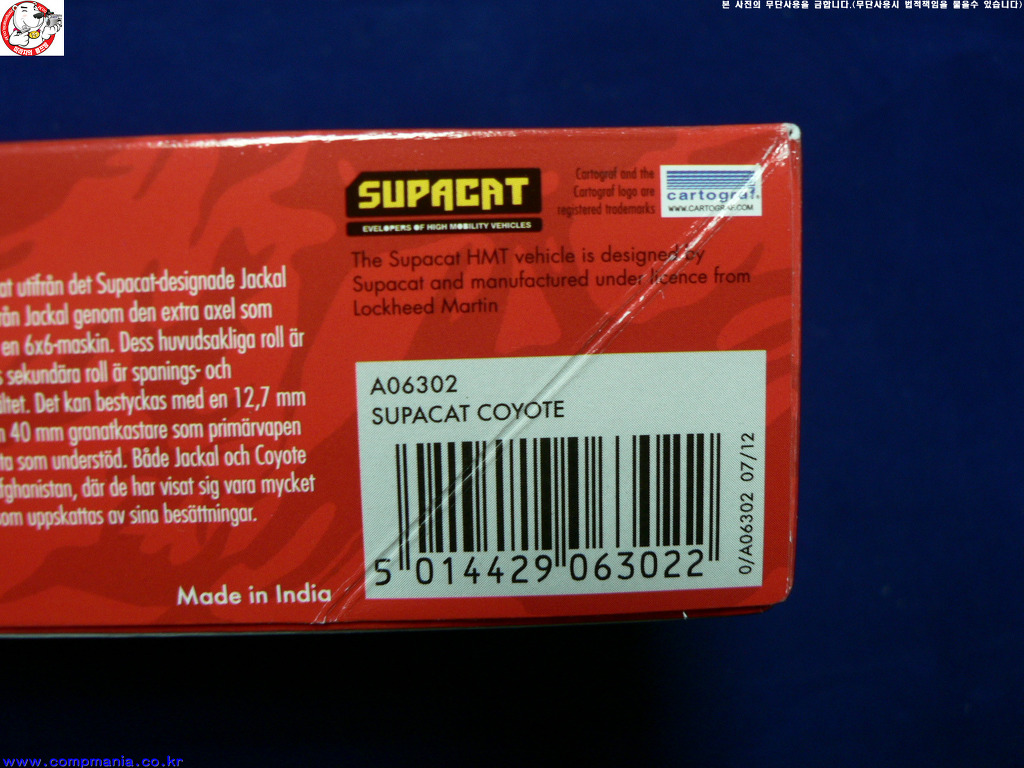 본 사진의 무단사용을 금합니다.(무단사용시 법적책임을 물을수 있습니다)
SUPACAT
EVELOPERS OF HIGH MOBILITY VEHICLES
Cartograf and the
Cartograf logo are
registered trademarks
cartograf
WWW.CARTOGRAF.COM
The Supacat HMT vehicle is designed by
Supacat and manufactured under licence from
Lockheed Martin
at utifrån det Supacat-designade Jackal
rån Jackal genom den extra axel som
en 6x6-maskin. Dess huvudsakliga roll är
s sekundära roll är spanings- och
ltet. Det kan bestyckas med en 12,7 mm
40 mm granatkastare som primärvapen
ta som understöd. Både Jackal och Coyote
fghanistan, där de har visat sig vara mycket
om uppskattas av sina besättningar.
Made in India
A06302
SUPACAT COYOTE
5 014429 063022
0/A06302 07/12
www.compmania.co.kr